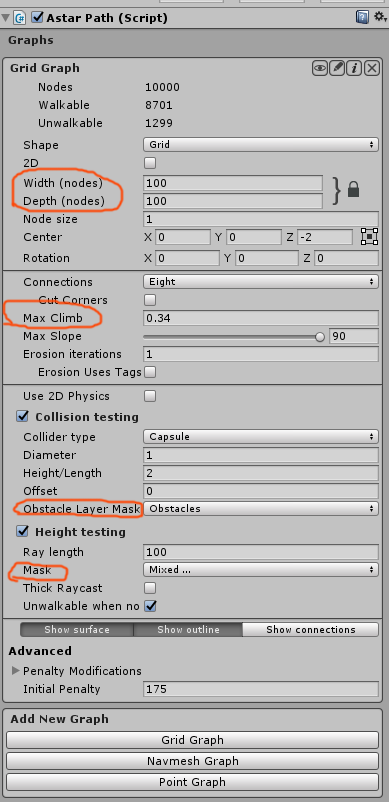 Astar Path (Script)
Graphs
Grid Graph
Nodes 10000
Walkable 8701
Unwalkable 1299
Shape Grid
2D
Width (nodes) 100
Depth (nodes) 100
Node size 1
Center X 0 Y 0 Z -2
Rotation X 0 Y 0 Z 0
Connections Eight
Cut Corners
Max Climb 0.34
Max Slope 90
Erosion iterations 1
Erosion Uses Tags
Use 2D Physics
Collision testing
Collider type Capsule
Diameter 1
Height/Length 2
Offset 0
Obstacle Layer Mask Obstacles
Height testing
Ray length 100
Mask Mixed ...
Thick Raycast
Unwalkable when no
Show surface Show outline Show connections
Advanced
Penalty Modifications
Initial Penalty 175
Add New Graph
Grid Graph
Navmesh Graph
Point Graph